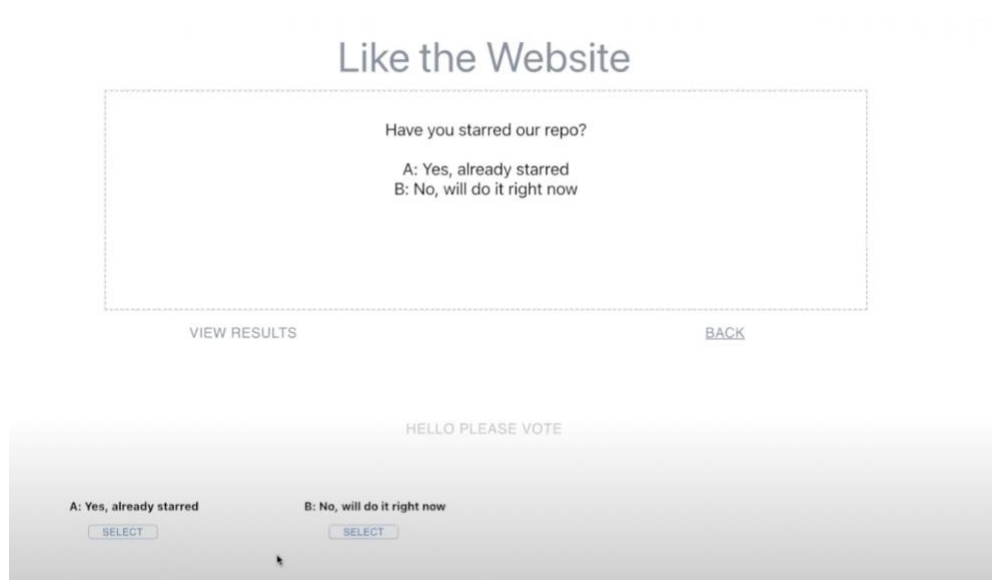 Like the Website
Have you starred our repo?
A: Yes, already starred
B: No, will do it right now
VIEW RESULTS
BACK
HELLO PLEASE VOTE
A: Yes, already starred
B: No, will do it right now
SELECT
SELECT